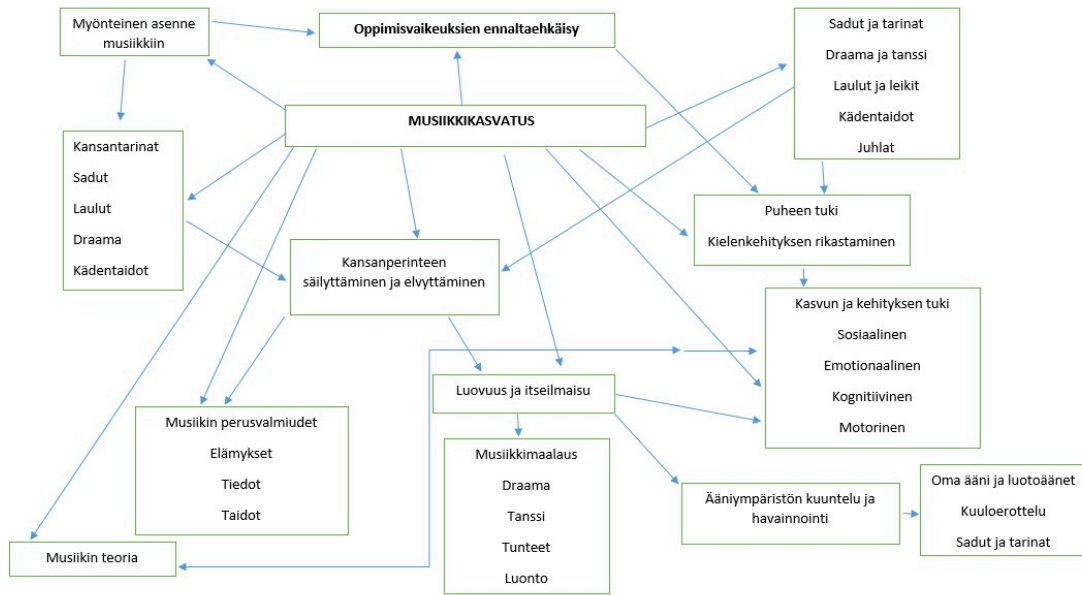 Myönteinen asenne
musiikkiin
Oppimisvaikeuksien ennaltaehkäisy
Sadut ja tarinat
Draama ja tanssi
Laulut ja leikit
Kädentaidot
Juhlat
MUSIIKKIKASVATUS
Kansantarinat
Sadut
Laulut
Draama
Kädentaidot
Puheen tuki
Kielenkehityksen rikastaminen
Kansanperinteen
säilyttäminen ja elvyttäminen
Kasvun ja kehityksen tuki
Sosiaalinen
Emotionaalinen
Kognitiivinen
Motorinen
Luovuus ja itseilmaisu
Musiikin perusvalmiudet
Elämykset
Tiedot
Taidot
Musiikkimaalaus
Draama
Tanssi
Tunteet
Luonto
Ääniympäristön kuuntelu ja
havainnointi
Oma ääni ja luotoäänet
Kuuloerottelu
Sadut ja tarinat
Musiikin teoria